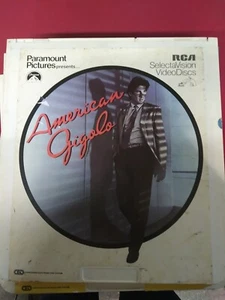 Paramount
Pictures presents...
RCA
SelectaVision
VideoDiscs
American
Gigolo